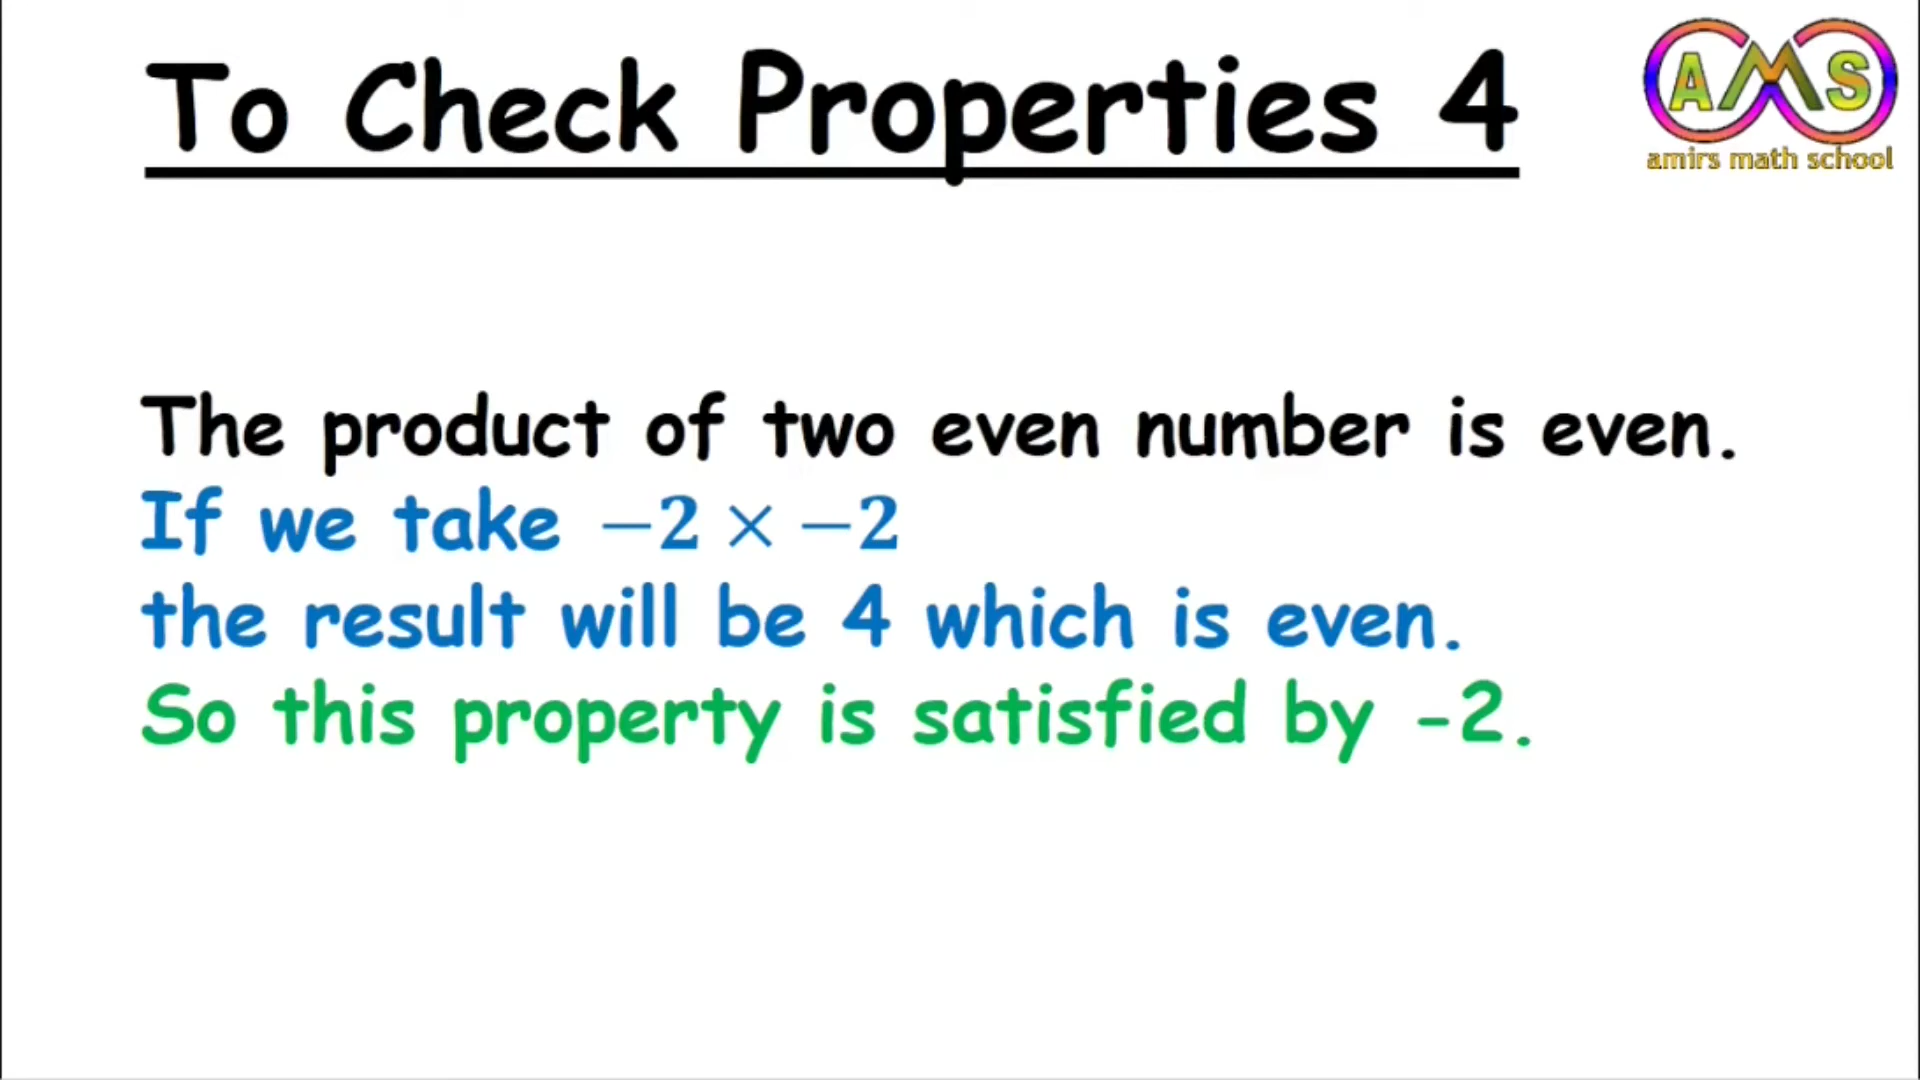 To Check Properties 4
AMS
amirs math school
The product of two even number is even.
If we take −2 × −2
the result will be 4 which is even.
So this property is satisfied by -2.